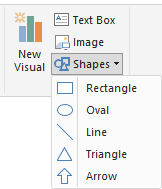 New
Visual
Text Box
Image
Shapes
Rectangle
Oval
Line
Triangle
Arrow